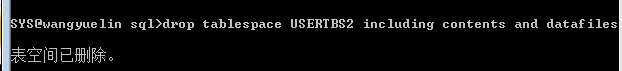 SYS@wangyuelin sql>drop tablespace USERTBS2 including contents and datafiles
表空间已删除。